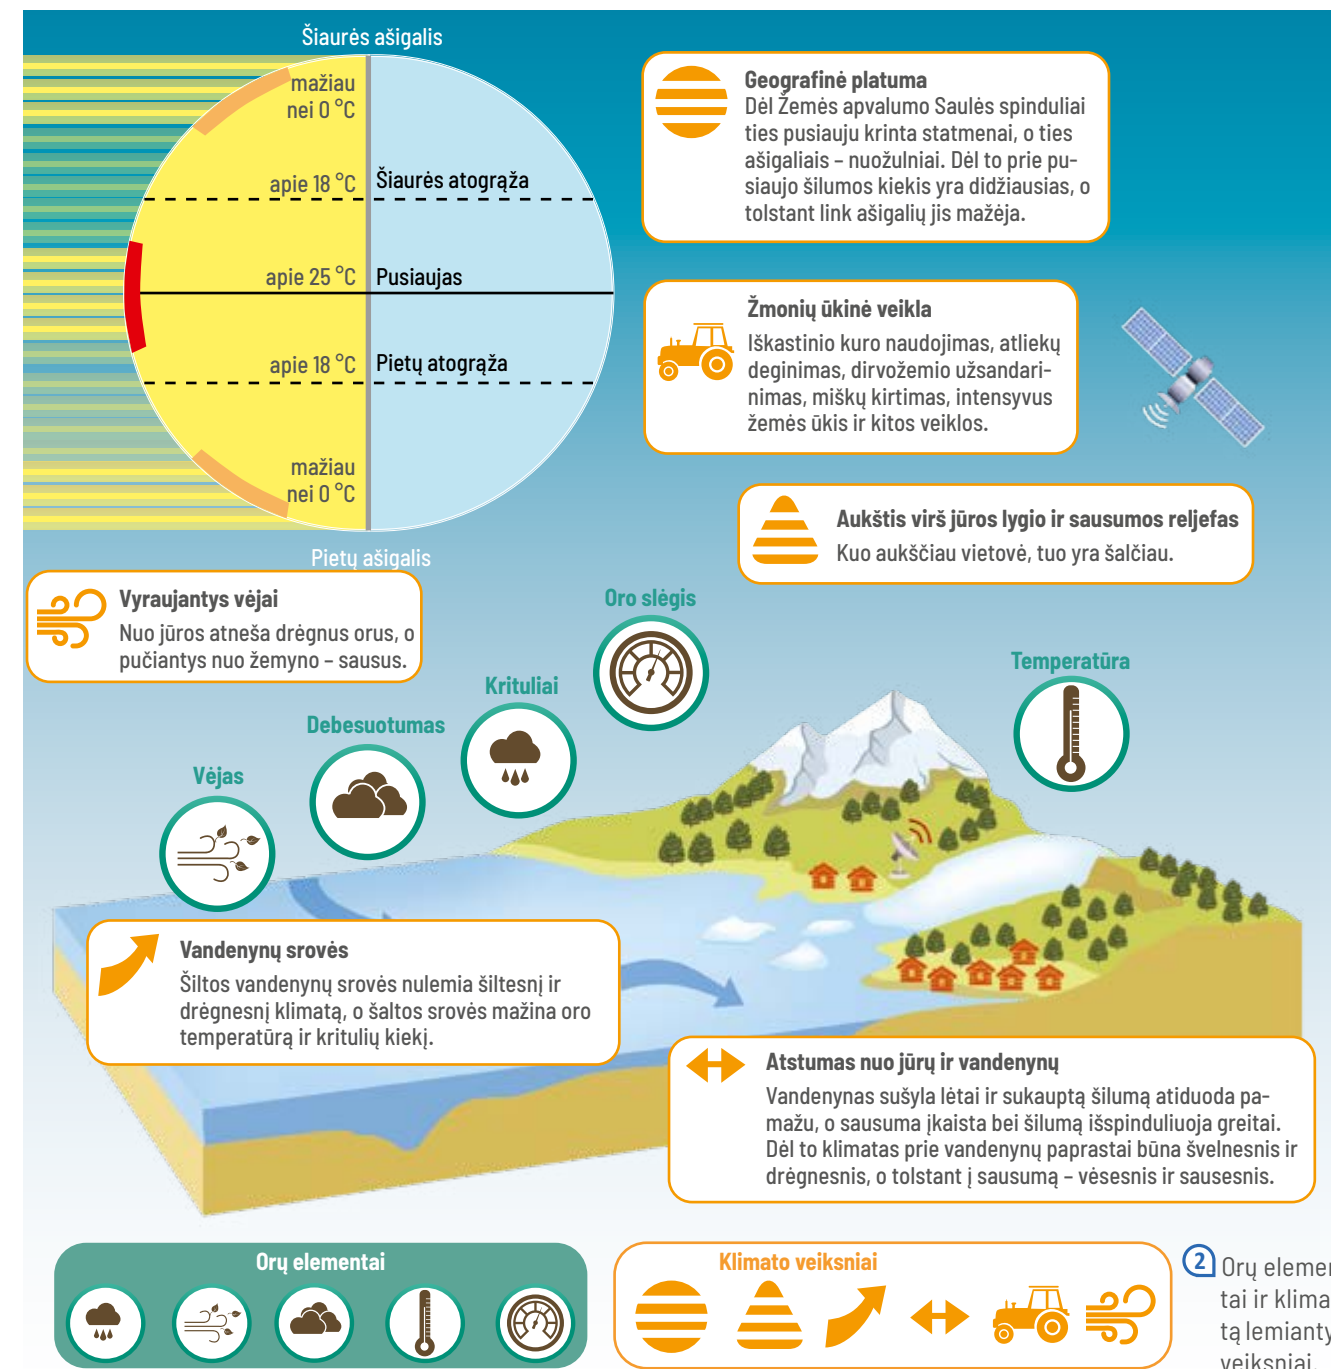 Šiaurės ašigalis
mažiau
nei 0 °C
apie 18 °C
Šiaurės atogrąža
apie 25 °C
Pusiaujas
apie 18 °C
Pietų atogrąža
mažiau
nei 0 °C
Pietų ašigalis
Geografinė platuma
Dėl Žemės apvalumo Saulės spinduliai
ties pusiauju krinta statmenai, o ties
ašigaliais – nuožulniai. Dėl to prie pu-
siaujo šilumos kiekis yra didžiausias, o
tolstant link ašigalių jis mažėja.
Žmonių ūkinė veikla
Iškastinio kuro naudojimas, atliekų
deginimas, dirvožemio užsandari-
nimas, miškų kirtimas, intensyvus
žemės ūkis ir kitos veiklos.
Aukštis virš jūros lygio ir sausumos reljefas
Kuo aukščiau vietovė, tuo yra šalčiau.
Vyraujantys vėjai
Nuo jūros atneša drėgnus orus, o
pučiantys nuo žemyno – sausus.
Oro slėgis
Temperatūra
Krituliai
Debesuotumas
Vėjas
Vandenynų srovės
Šiltos vandenynų srovės nulemia šiltesnį ir
drėgnesnį klimatą, o šaltos srovės mažina oro
temperatūrą ir kritulių kiekį.
Atstumas nuo jūrų ir vandenynų
Vandenynas sušyla lėtai ir sukauptą šilumą atiduoda pa-
mažu, o sausuma įkaista bei šilumą išspinduliuoja greitai.
Dėl to klimatas prie vandenynų paprastai būna švelnesnis ir
drėgnesnis, o tolstant į sausumą – vėsesnis ir sausesnis.
Orų elementai
Klimato veiksniai
2 Orų elemen
tai ir klima
tą lemianty
veiksniai.